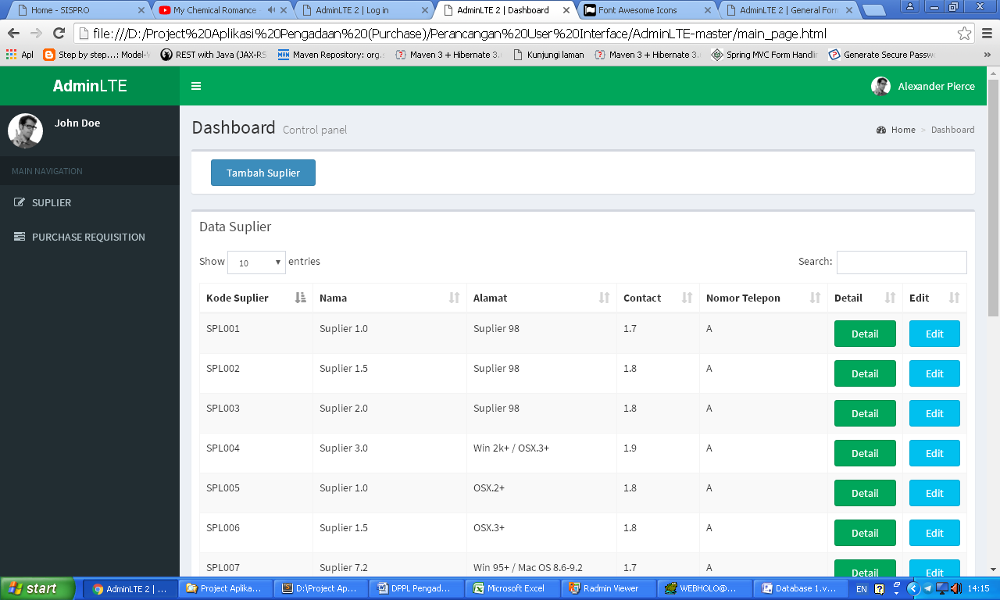 Home - SISPRO
My Chemical Romance
AdminLTE 2 | Log in
AdminLTE 2 | Dashboard
Font Awesome Icons
AdminLTE 2 | General Form
file:///D:/Project%20Aplikasi%20Pengadaan%20(Purchase)/Perancangan%20User%20Interface/AdminLTE-master/main_page.html
Apl
Step by step...: Model-V
REST with Java (JAX-RS
Maven Repository: org.s
Maven 3 + Hibernate 3.
Kunjungi laman
Maven 3 + Hibernate 3.
Spring MVC Form Handlin
Generate Secure Passw
»
AdminLTE
Alexander Pierce
John Doe
MAIN NAVIGATION
SUPLIER
PURCHASE REQUISITION
Dashboard Control panel
Home > Dashboard
Tambah Suplier
Data Suplier
Show 10 entries
Search:
Kode Suplier Nama Alamat Contact Nomor Telepon Detail Edit
SPL001 Suplier 1.0 Suplier 98 1.7 A Detail Edit
SPL002 Suplier 1.5 Suplier 98 1.8 A Detail Edit
SPL003 Suplier 2.0 Suplier 98 1.8 A Detail Edit
SPL004 Suplier 3.0 Win 2k+ / OSX.3+ 1.9 A Detail Edit
SPL005 Suplier 1.0 OSX.2+ 1.8 A Detail Edit
SPL006 Suplier 1.5 OSX.3+ 1.8 A Detail Edit
SPL007 Suplier 7.2 Win 95+ / Mac OS 8.6-9.2 1.7 A Detail Edit
start
AdminLTE 2 | ...
Project Aplika...
D:\Project Ap...
DPPL Pengad...
Microsoft Excel
Radmin Viewer
WEBHOLO@...
Database 1.v...
EN
14:15